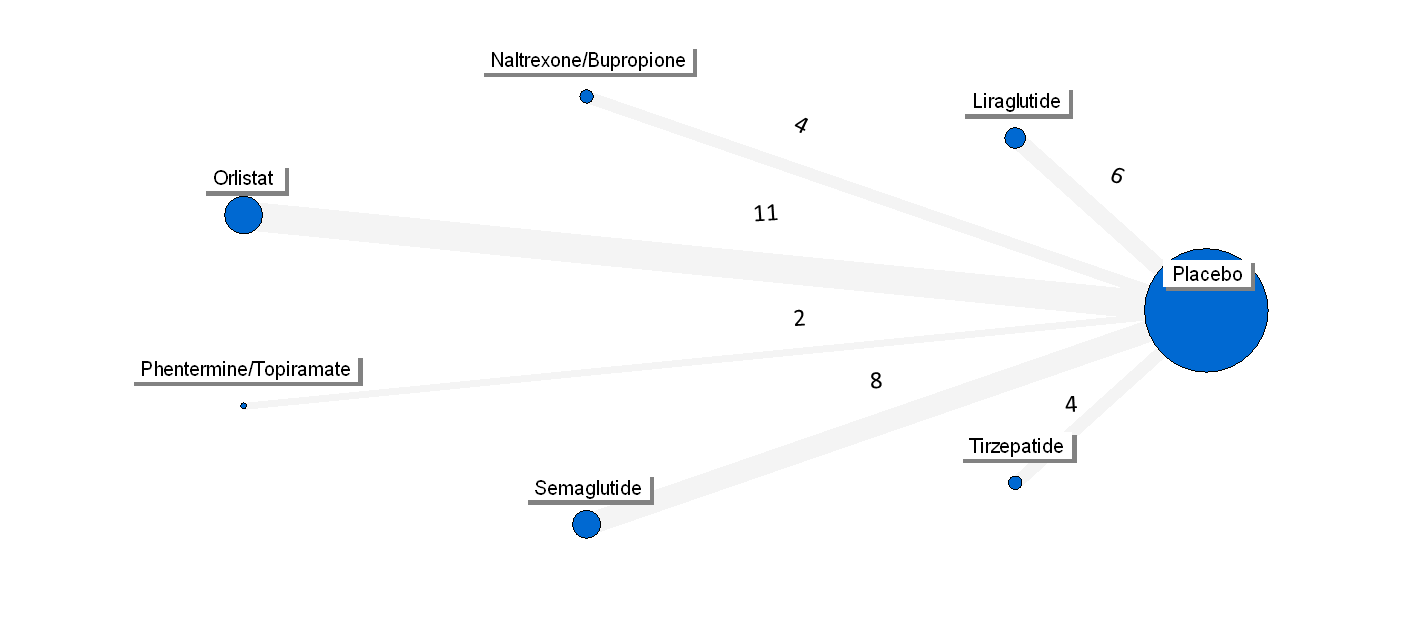 Naltrexone/Bupropione
Liraglutide
4
6
Orlistat
11
Placebo
2
Phentermine/Topiramate
8
4
Tirzepatide
Semaglutide